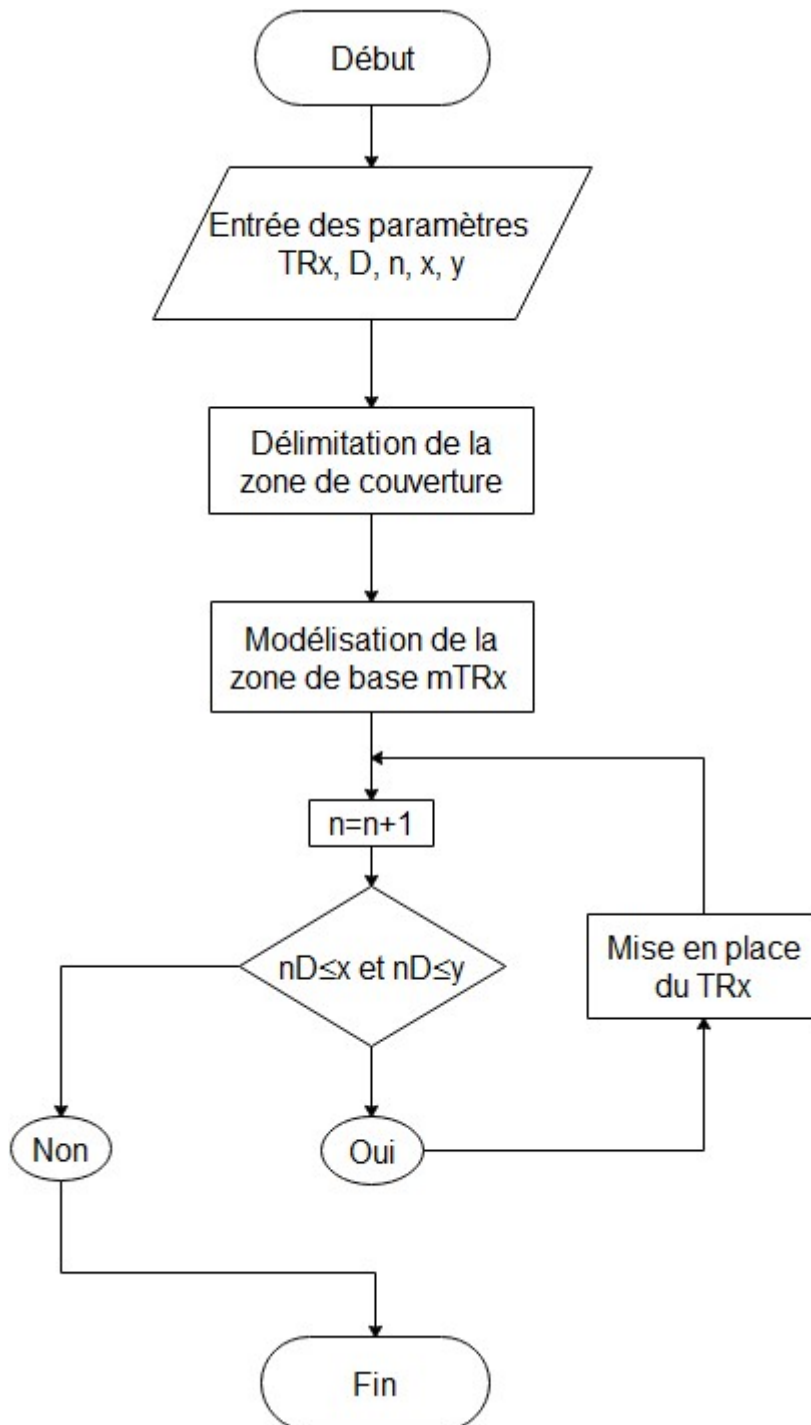 Début
Entrée des paramètres
TRx, D, n, x, y
Délimitation de la
zone de couverture
Modélisation de la
zone de base mTRx
n=n+1
nD≤x et nD≤y
Mise en place
du TRx
Non
Oui
Fin